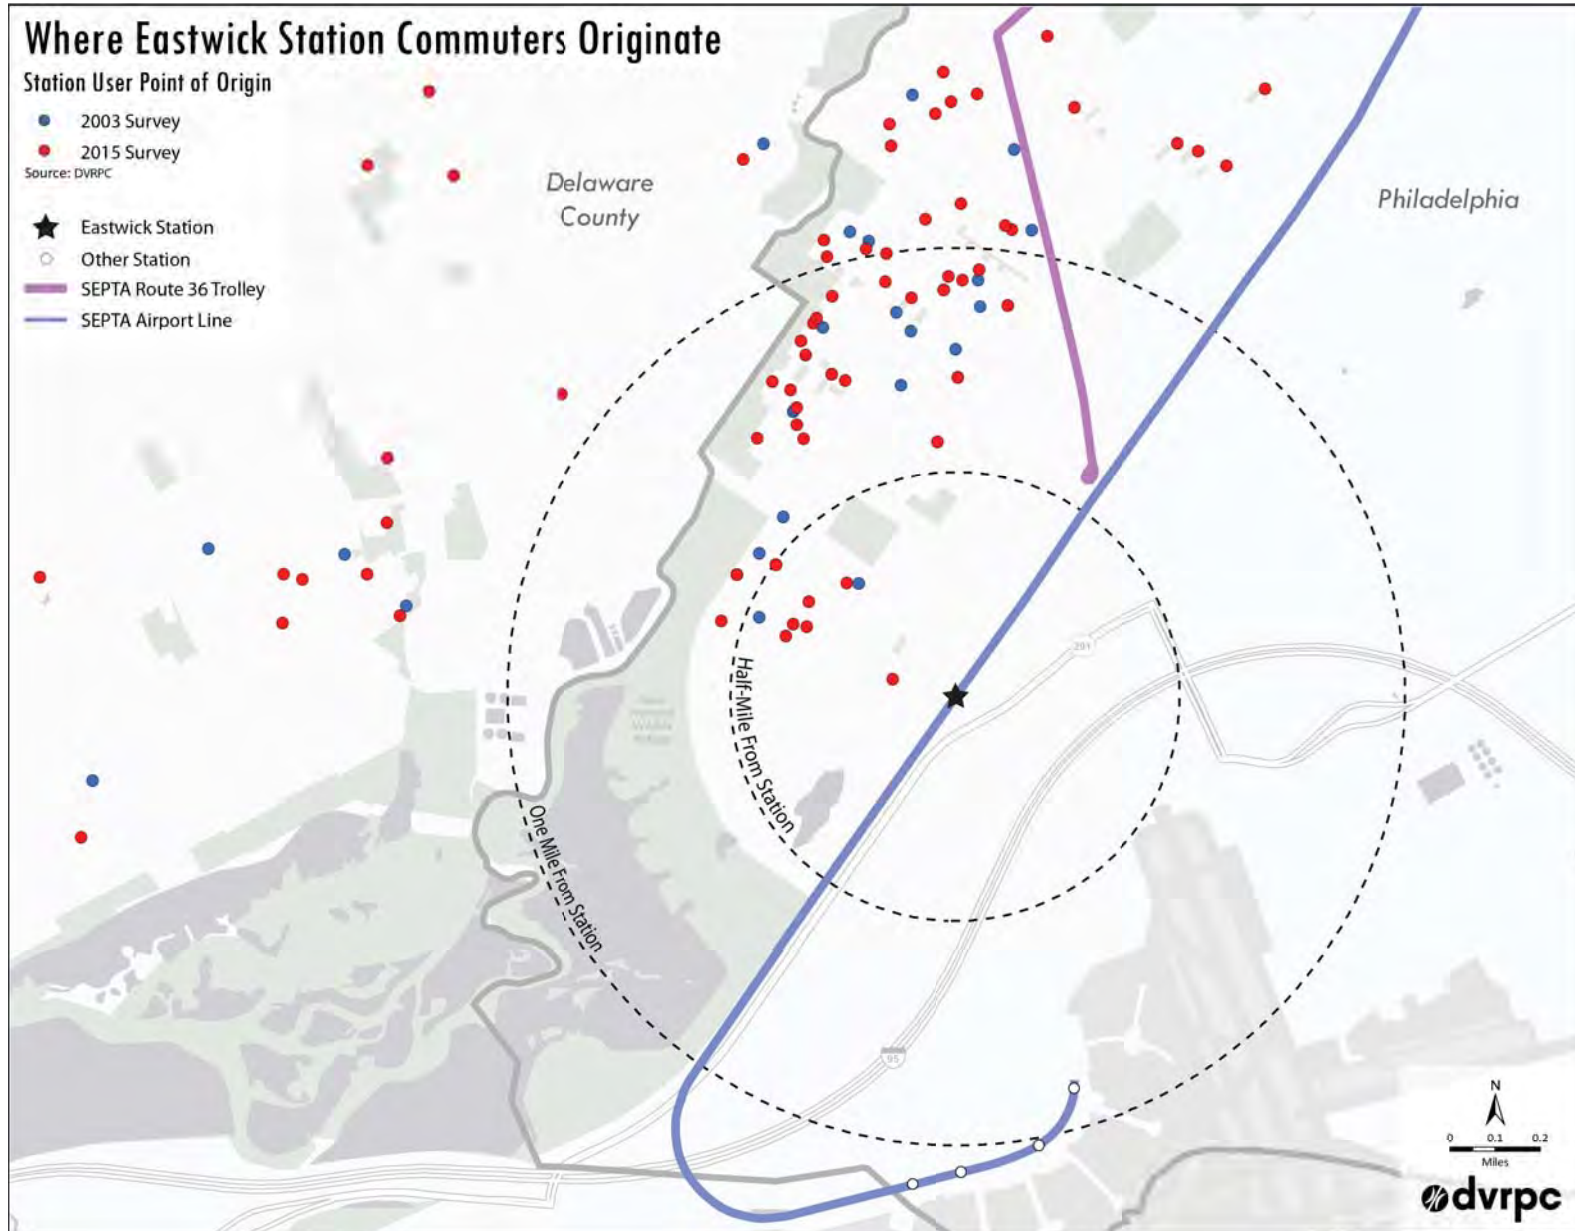 Where Eastwick Station Commuters Originate
Station User Point of Origin
2003 Survey
2015 Survey
Source: DVRPC
Eastwick Station
Other Station
SEPTA Route 36 Trolley
SEPTA Airport Line
Delaware
County
Philadelphia
291
Half-Mile From Station
One Mile From Station
95
N
0 0.1 0.2
Miles
dvrpc